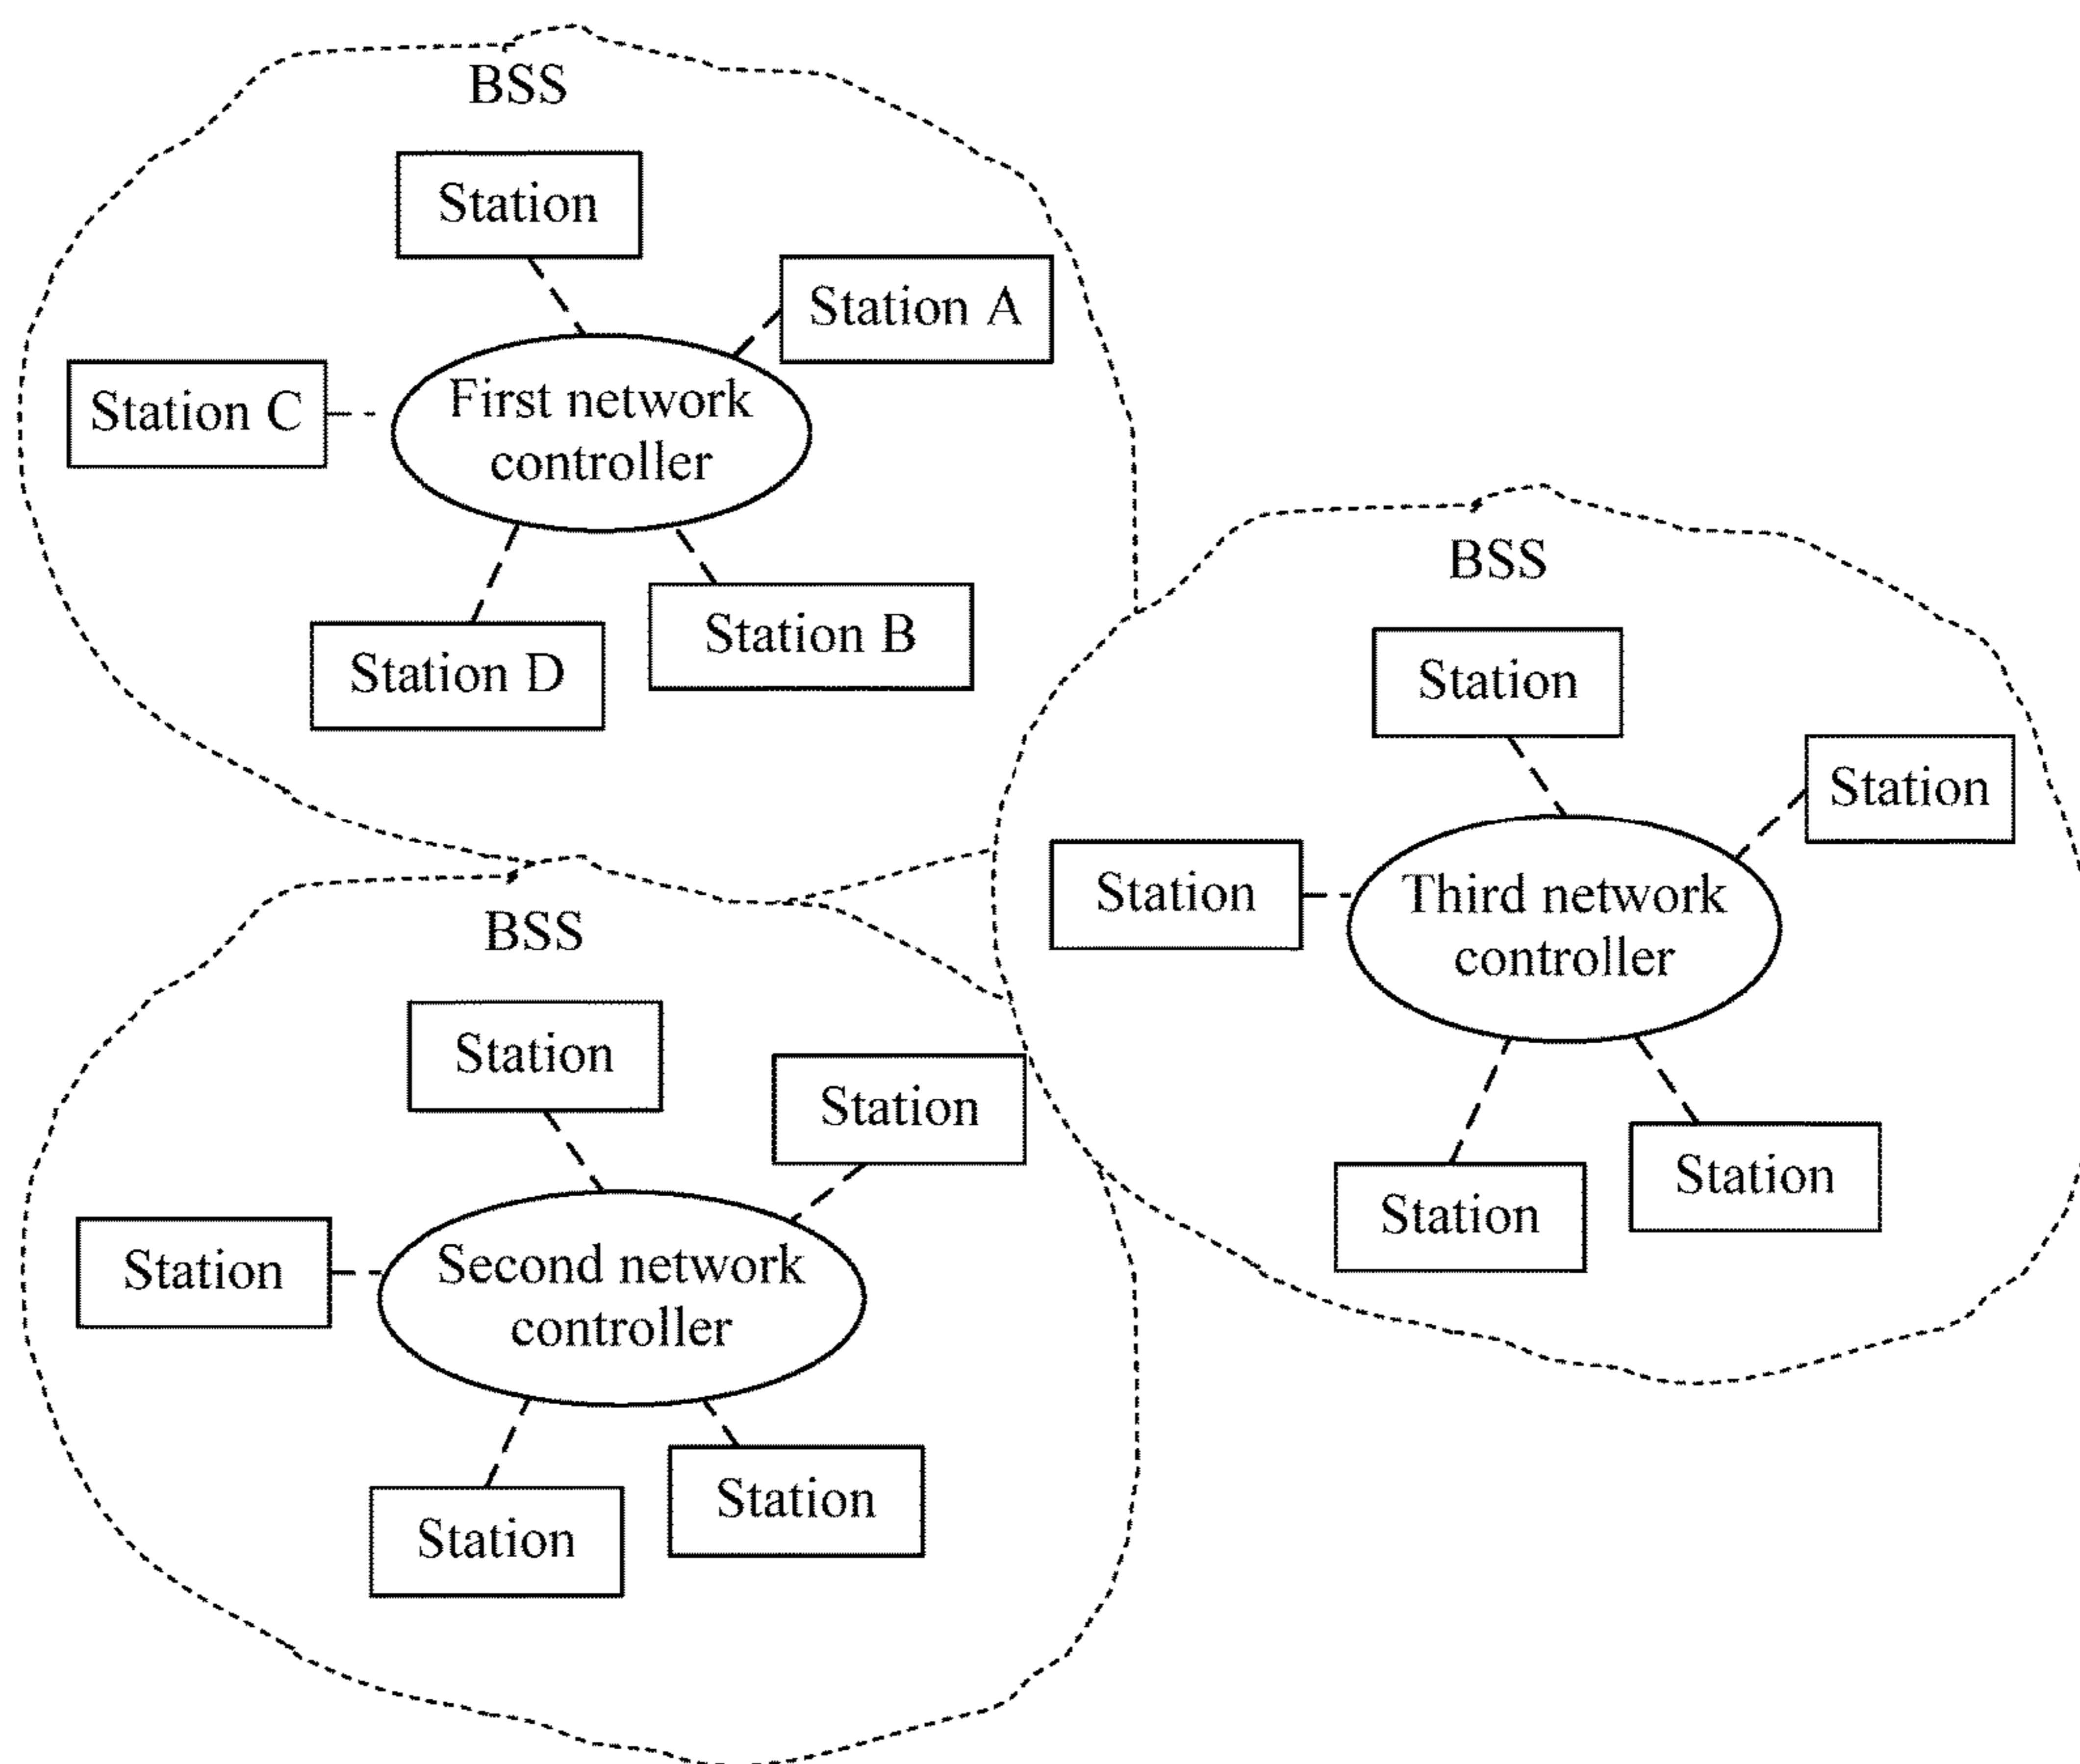 BSS
Station
Station A
Station C
First network
controller
Station D
Station B
BSS
Station
Station
Station
Third network
controller
Station
Station
BSS
Station
Station
Station
Second network
controller
Station
Station